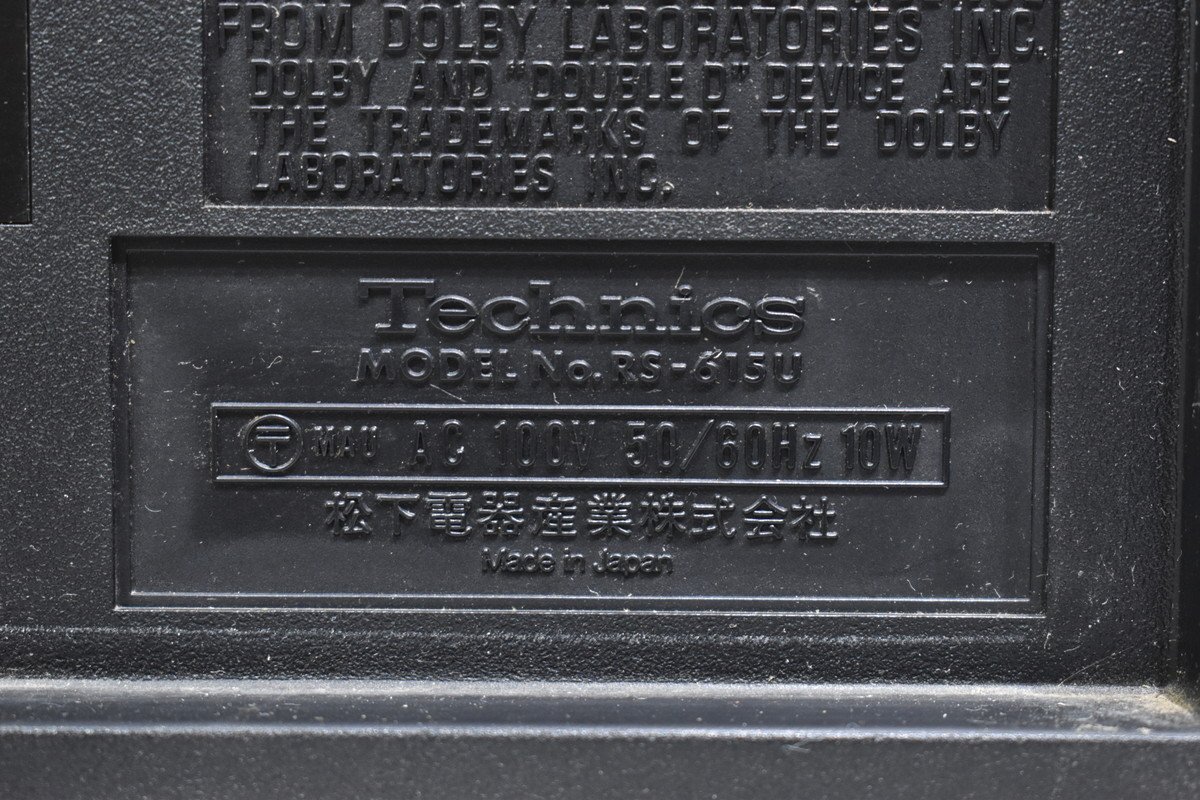 FROM DOLBY LABORATORIES INC.
DOLBY AND "DOUBLE D" DEVICE ARE
THE TRADEMARKS OF THE DOLBY
LABORATORIES INC.
Technics
MODEL No. RS-615U
〶 MAU AC 100V 50/60Hz 10W
松下電器産業株式会社
Made in Japan